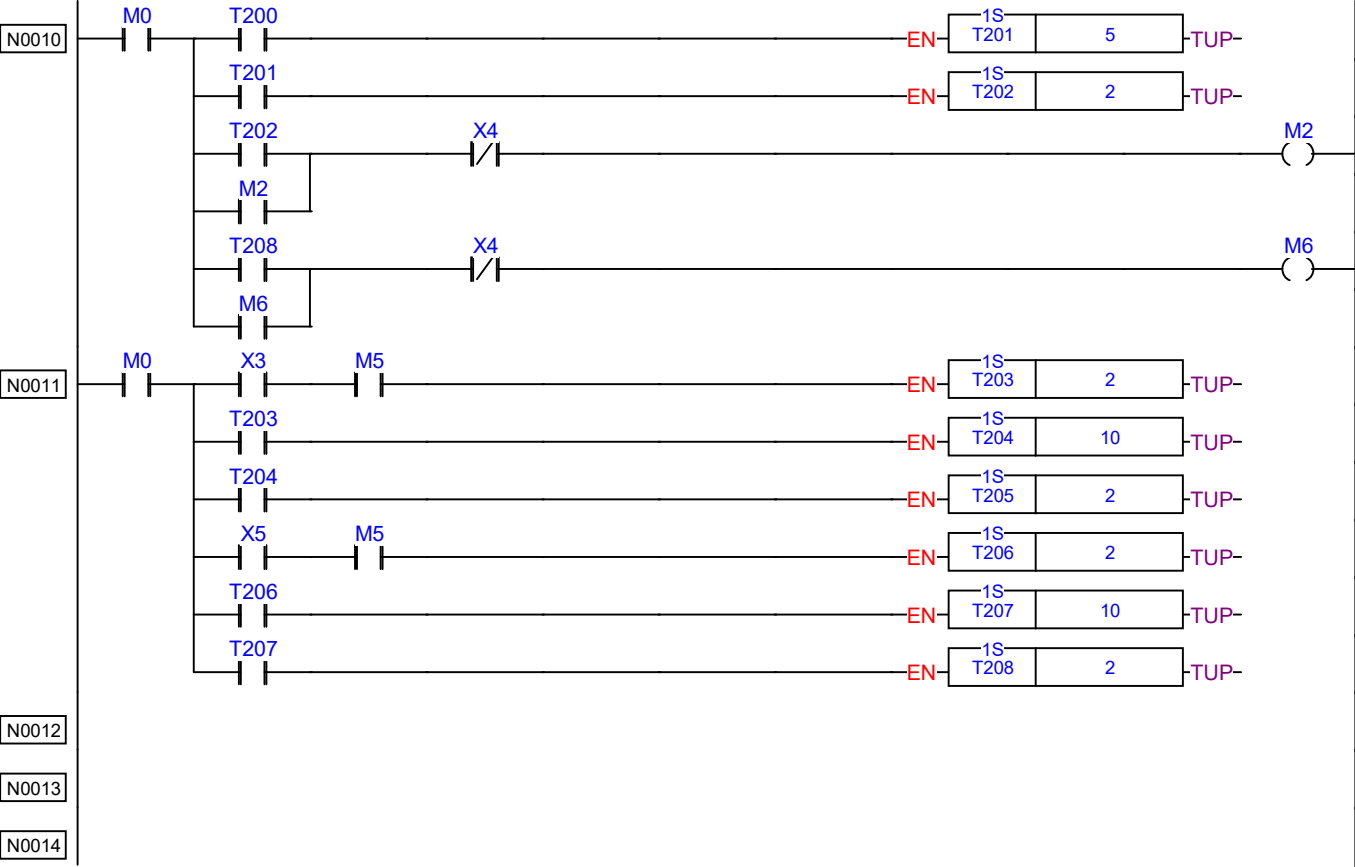 M0 T200 1S
N0010 EN T201 5 TUP
T201 1S
EN T202 2 TUP
T202 X4 M2
M2
T208 X4 M6
M6
M0 X3 M5 1S
N0011 EN T203 2 TUP
T203 1S
EN T204 10 TUP
T204 1S
EN T205 2 TUP
X5 M5 1S
EN T206 2 TUP
T206 1S
EN T207 10 TUP
T207 1S
EN T208 2 TUP
N0012
N0013
N0014